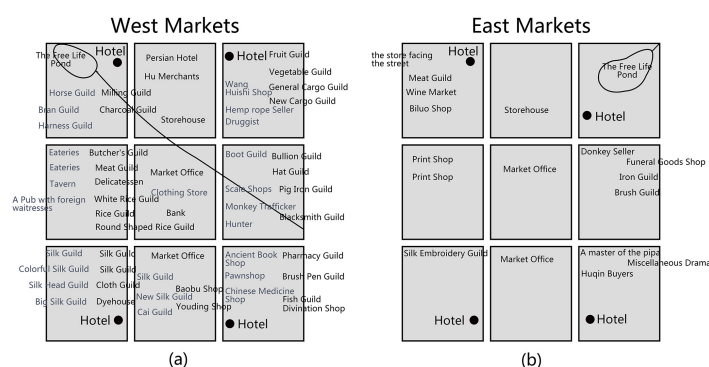 West Markets
East Markets
The Free Life
Pond
Hotel
Horse Guild
Milling Guild
Bran Guild
Charcoal Guild
Harness Guild
Persian Hotel
Hu Merchants
Storehouse
Hotel
Fruit Guild
Vegetable Guild
Wang
Huishi Shop
General Cargo Guild
New Cargo Guild
Hemp rope Seller
Druggist
Eateries
Butcher's Guild
Eateries
Meat Guild
Tavern
Delicatessen
A Pub with foreign
waitresses
White Rice Guild
Rice Guild
Round Shaped Rice Guild
Market Office
Clothing Store
Bank
Boot Guild
Bullion Guild
Hat Guild
Scale Shops
Pig Iron Guild
Monkey Trafficker
Blacksmith Guild
Hunter
Silk Guild
Silk Guild
Colorful Silk Guild
Silk Guild
Silk Head Guild
Cloth Guild
Big Silk Guild
Dyehouse
Hotel
Market Office
Silk Guild
Baobu Shop
New Silk Guild
Youding Shop
Cai Guild
Ancient Book
Shop
Pharmacy Guild
Pawnshop
Brush Pen Guild
Chinese Medicine
Shop
Fish Guild
Divination Shop
Hotel
(a)
the store facing
the street
Hotel
Meat Guild
Wine Market
Biluo Shop
Storehouse
The Free Life
Pond
Hotel
Print Shop
Print Shop
Market Office
Donkey Seller
Funeral Goods Shop
Iron Guild
Brush Guild
Silk Embroidery Guild
Hotel
Market Office
A master of the pipa
Miscellaneous Drama
Huqin Buyers
Hotel
(b)